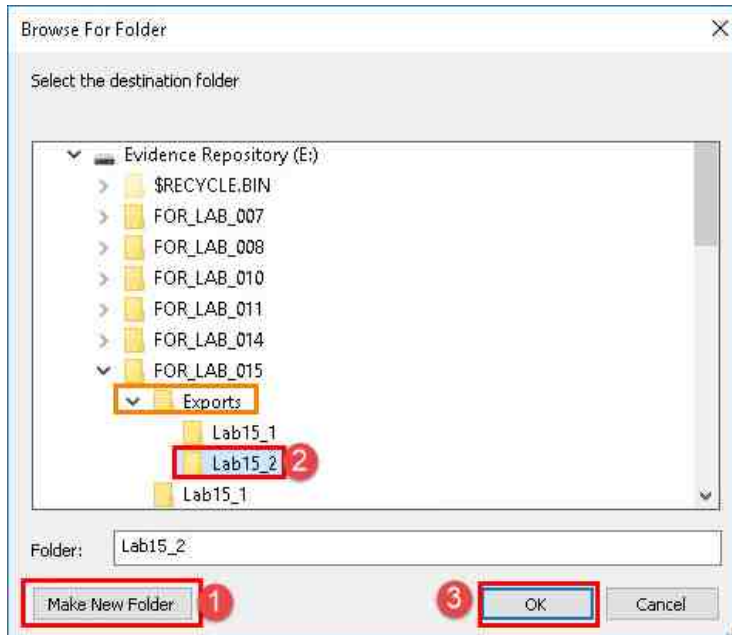 Browse For Folder
Select the destination folder
Evidence Repository (E:)
$RECYCLE.BIN
FOR_LAB_007
FOR_LAB_008
FOR_LAB_010
FOR_LAB_011
FOR_LAB_014
FOR_LAB_015
Exports
Lab15_1
Lab15_2 2
Lab15_1
Folder: Lab15_2
Make New Folder 1 3 OK Cancel